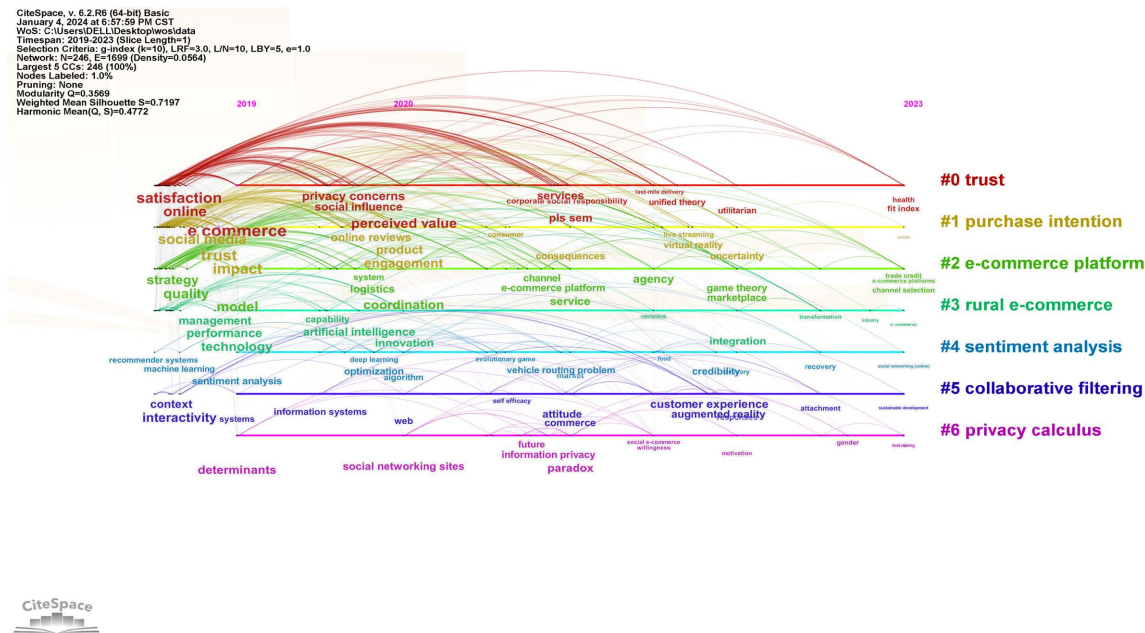 CiteSpace, v. 6.2.R6 (64-bit) Basic
January 4, 2024 at 6:57:59 PM CST
WoS: C:\Users\DELL\Desktop\wos\data
Timespan: 2019-2023 (Slice Length=1)
Selection Criteria: g-index (k=10), LRF=3.0, L/N=10, LBY=5, e=1.0
Network: N=246, E=1699 (Density=0.0564)
Largest 5 CCs: 246 (100%)
Nodes Labeled: 1.0%
Pruning: None
Modularity Q=0.3569
Weighted Mean Silhouette S=0.7197
Harmonic Mean(Q, S)=0.4772
2019 2020 2023
#0 trust
satisfaction privacy concerns services last-mile delivery health
online social influence corporate social responsibility unified theory utilitarian fit index
e commerce perceived value pls sem
#1 purchase intention
social media online reviews consumer live streaming
trust product consequences virtual reality
impact engagement uncertainty
#2 e-commerce platform
strategy system channel agency trade credit
quality logistics e-commerce platform game theory e-commerce platforms
model coordination service marketplace channel selection
#3 rural e-commerce
management capability transformation industry e-commerce
performance artificial intelligence integration
technology innovation
#4 sentiment analysis
recommender systems deep learning evolutionary game food recovery social networking (online)
machine learning optimization vehicle routing problem credibility
sentiment analysis algorithm market
#5 collaborative filtering
context information systems self efficacy customer experience attachment sustainable development
interactivity systems web attitude augmented reality
commerce
#6 privacy calculus
determinants social networking sites future social e-commerce gender
information privacy willingness motivation
paradox
CiteSpace